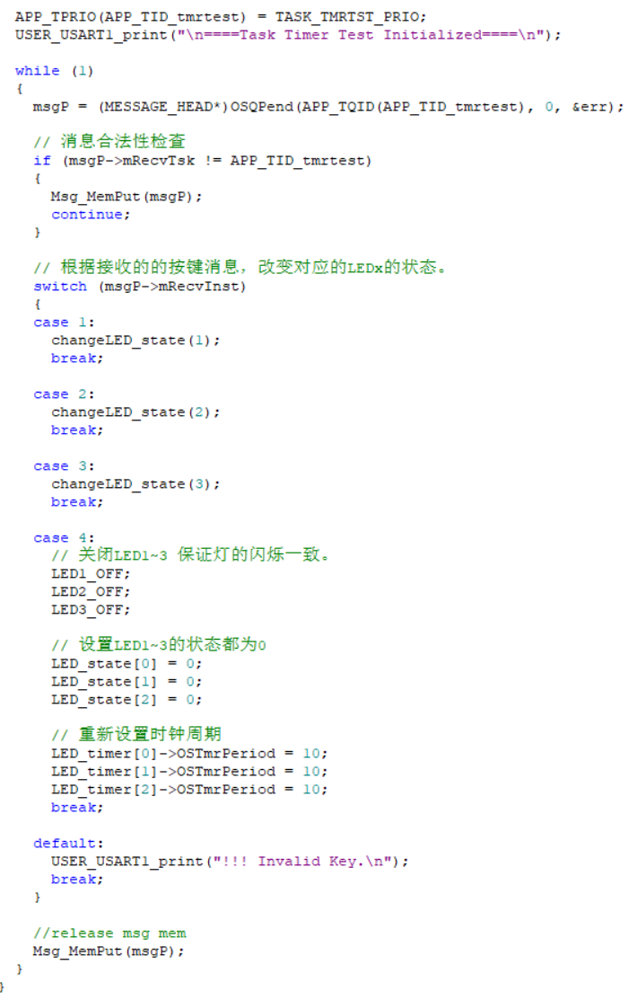 APP_TPRIO(APP_TID_tmrtest) = TASK_TMRTST_PRIO;
USER_USART1_print("\n====Task Timer Test Initialized====\n");
while (1)
{
msgP = (MESSAGE_HEAD*)OSQPend(APP_TQID(APP_TID_tmrtest), 0, &err);
// 消息合法性检查
if (msgP->mRecvTsk != APP_TID_tmrtest)
{
Msg_MemPut(msgP);
continue;
}
// 根据接收的的按键消息，改变对应的LEDx的状态。
switch (msgP->mRecvInst)
{
case 1:
changeLED_state(1);
break;
case 2:
changeLED_state(2);
break;
case 3:
changeLED_state(3);
break;
case 4:
// 关闭LED1~3 保证灯的闪烁一致。
LED1_OFF;
LED2_OFF;
LED3_OFF;
// 设置LED1~3的状态都为0
LED_state[0] = 0;
LED_state[1] = 0;
LED_state[2] = 0;
// 重新设置时钟周期
LED_timer[0]->OSTmrPeriod = 10;
LED_timer[1]->OSTmrPeriod = 10;
LED_timer[2]->OSTmrPeriod = 10;
break;
default:
USER_USART1_print("!!! Invalid Key.\n");
break;
}
//release msg mem
Msg_MemPut(msgP);
}
}